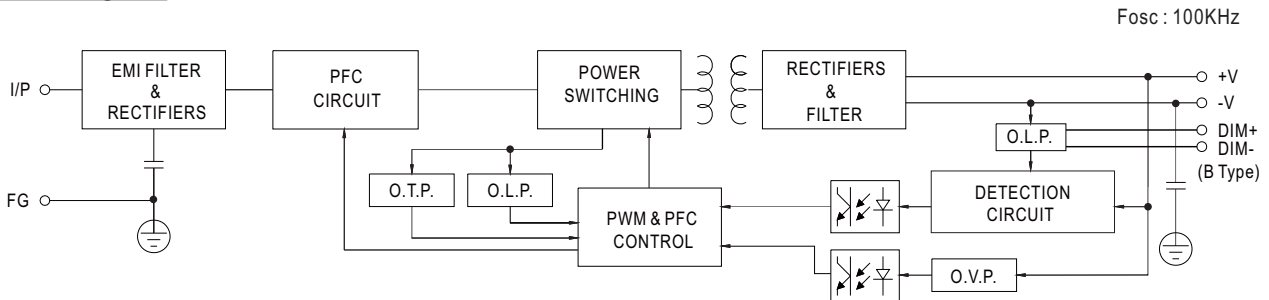 Fosc : 100KHz
I/P
EMI FILTER
&
RECTIFIERS
PFC
CIRCUIT
POWER
SWITCHING
RECTIFIERS
&
FILTER
+V
-V
DIM+
DIM-
(B Type)
O.L.P.
FG
O.T.P.
O.L.P.
PWM & PFC
CONTROL
DETECTION
CIRCUIT
O.V.P.